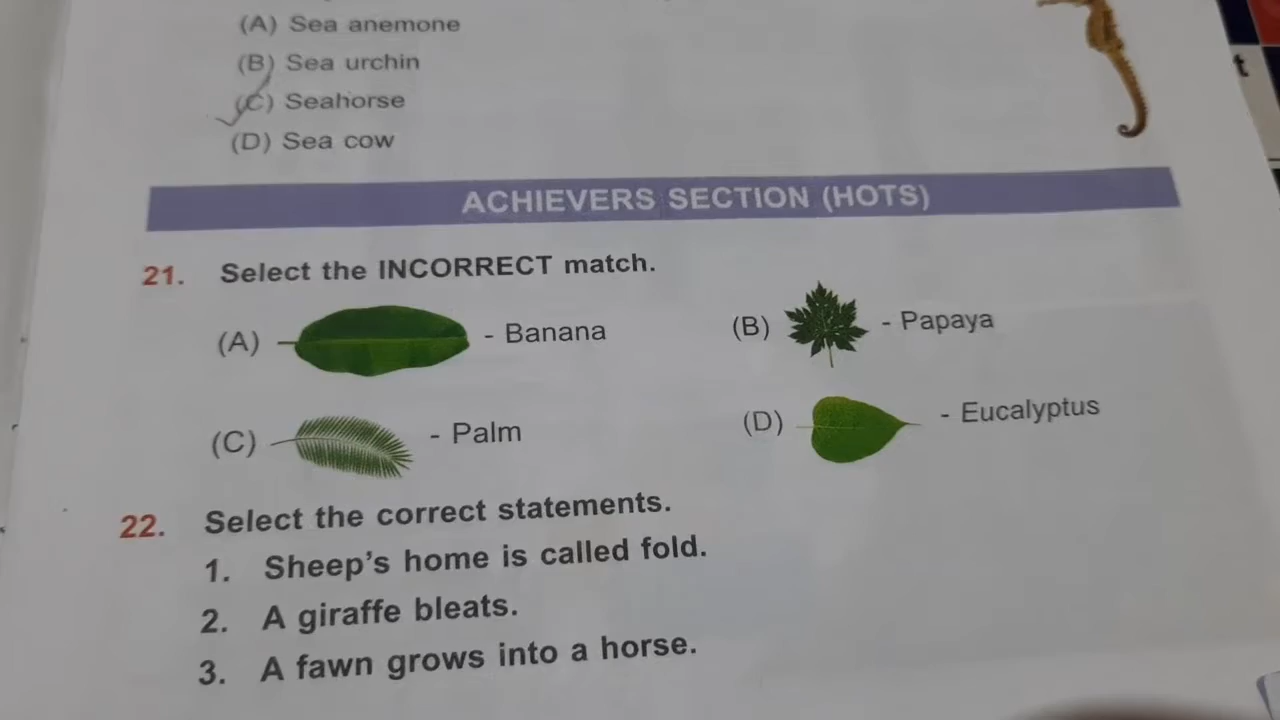 (A) Sea anemone
(B) Sea urchin
(C) Seahorse
(D) Sea cow
ACHIEVERS SECTION (HOTS)
21. Select the INCORRECT match.
(A) - Banana (B) - Papaya
(C) - Palm (D) - Eucalyptus
22. Select the correct statements.
1. Sheep's home is called fold.
2. A giraffe bleats.
3. A fawn grows into a horse.
t